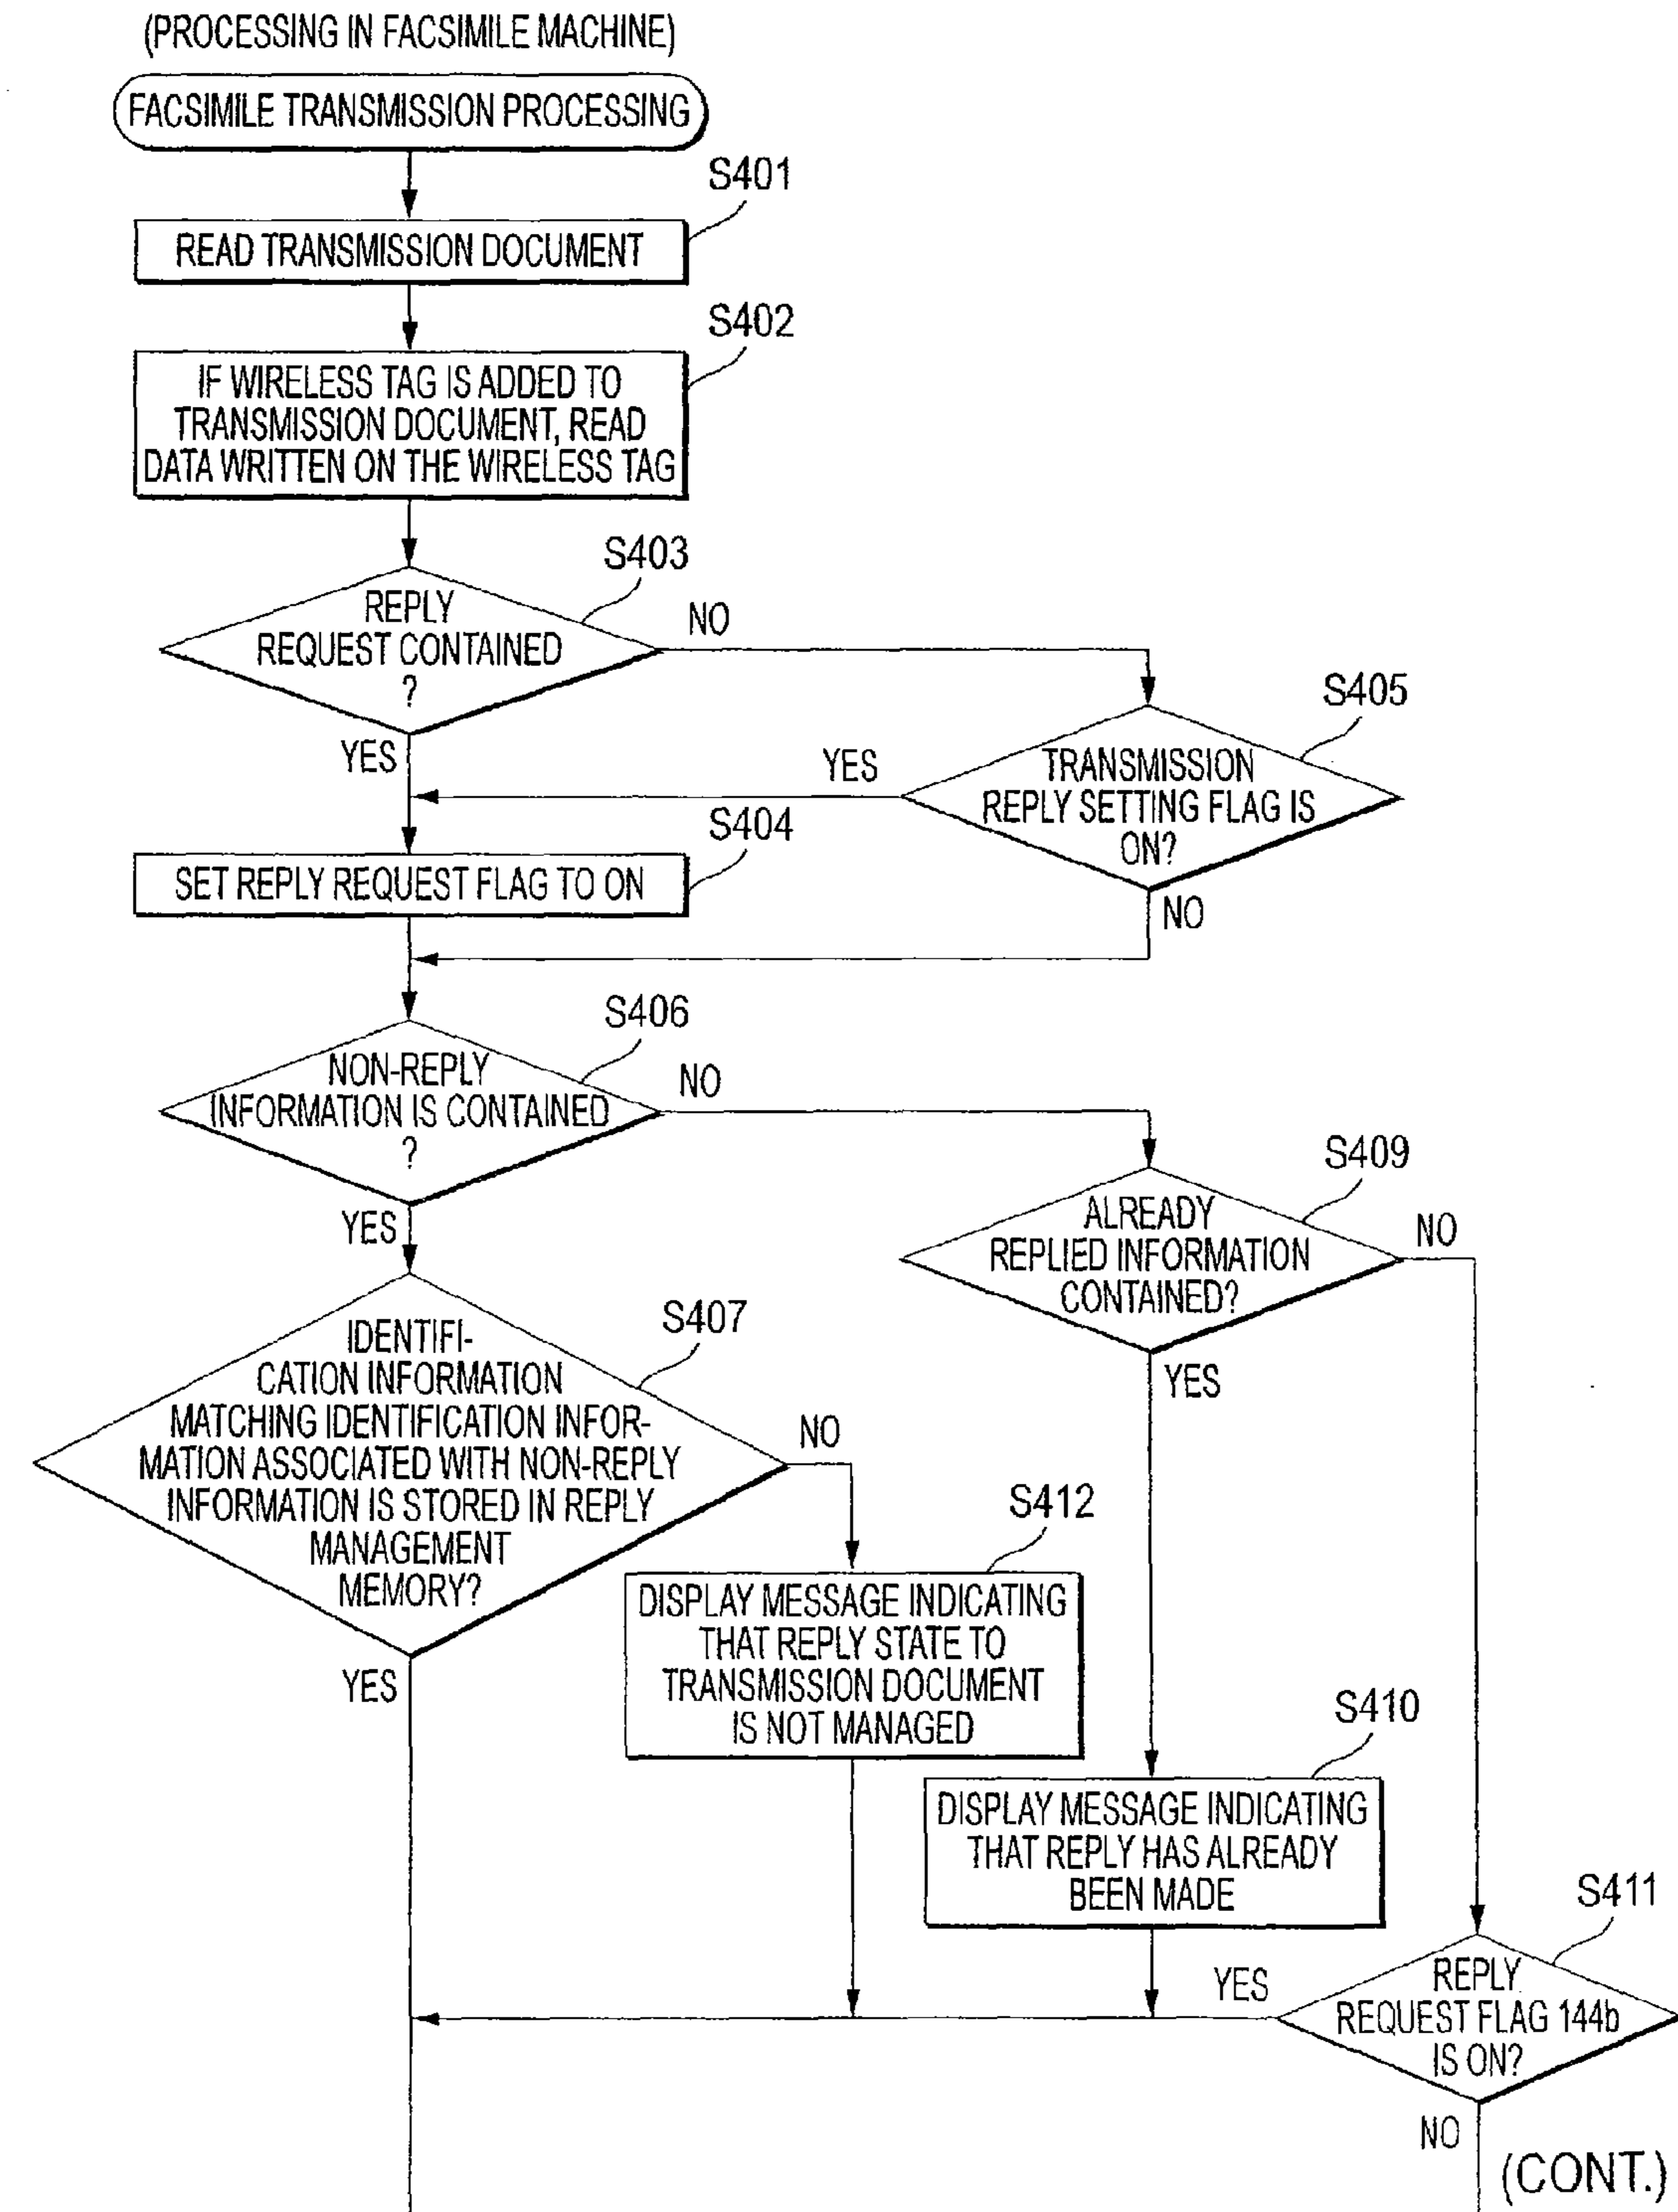 (PROCESSING IN FACSIMILE MACHINE)
FACSIMILE TRANSMISSION PROCESSING
S401
READ TRANSMISSION DOCUMENT
S402
IF WIRELESS TAG IS ADDED TO
TRANSMISSION DOCUMENT, READ
DATA WRITTEN ON THE WIRELESS TAG
S403
REPLY
REQUEST CONTAINED
?
NO
YES
S405
TRANSMISSION
REPLY SETTING FLAG IS
ON?
YES
NO
S404
SET REPLY REQUEST FLAG TO ON
S406
NON-REPLY
INFORMATION IS CONTAINED
?
NO
YES
S409
ALREADY
REPLIED INFORMATION
CONTAINED?
NO
YES
S407
IDENTIFI-
CATION INFORMATION
MATCHING IDENTIFICATION INFOR-
MATION ASSOCIATED WITH NON-REPLY
INFORMATION IS STORED IN REPLY
MANAGEMENT
MEMORY?
NO
YES
S412
DISPLAY MESSAGE INDICATING
THAT REPLY STATE TO
TRANSMISSION DOCUMENT
IS NOT MANAGED
S410
DISPLAY MESSAGE INDICATING
THAT REPLY HAS ALREADY
BEEN MADE
S411
REPLY
REQUEST FLAG 144b
IS ON?
YES
NO
(CONT.)